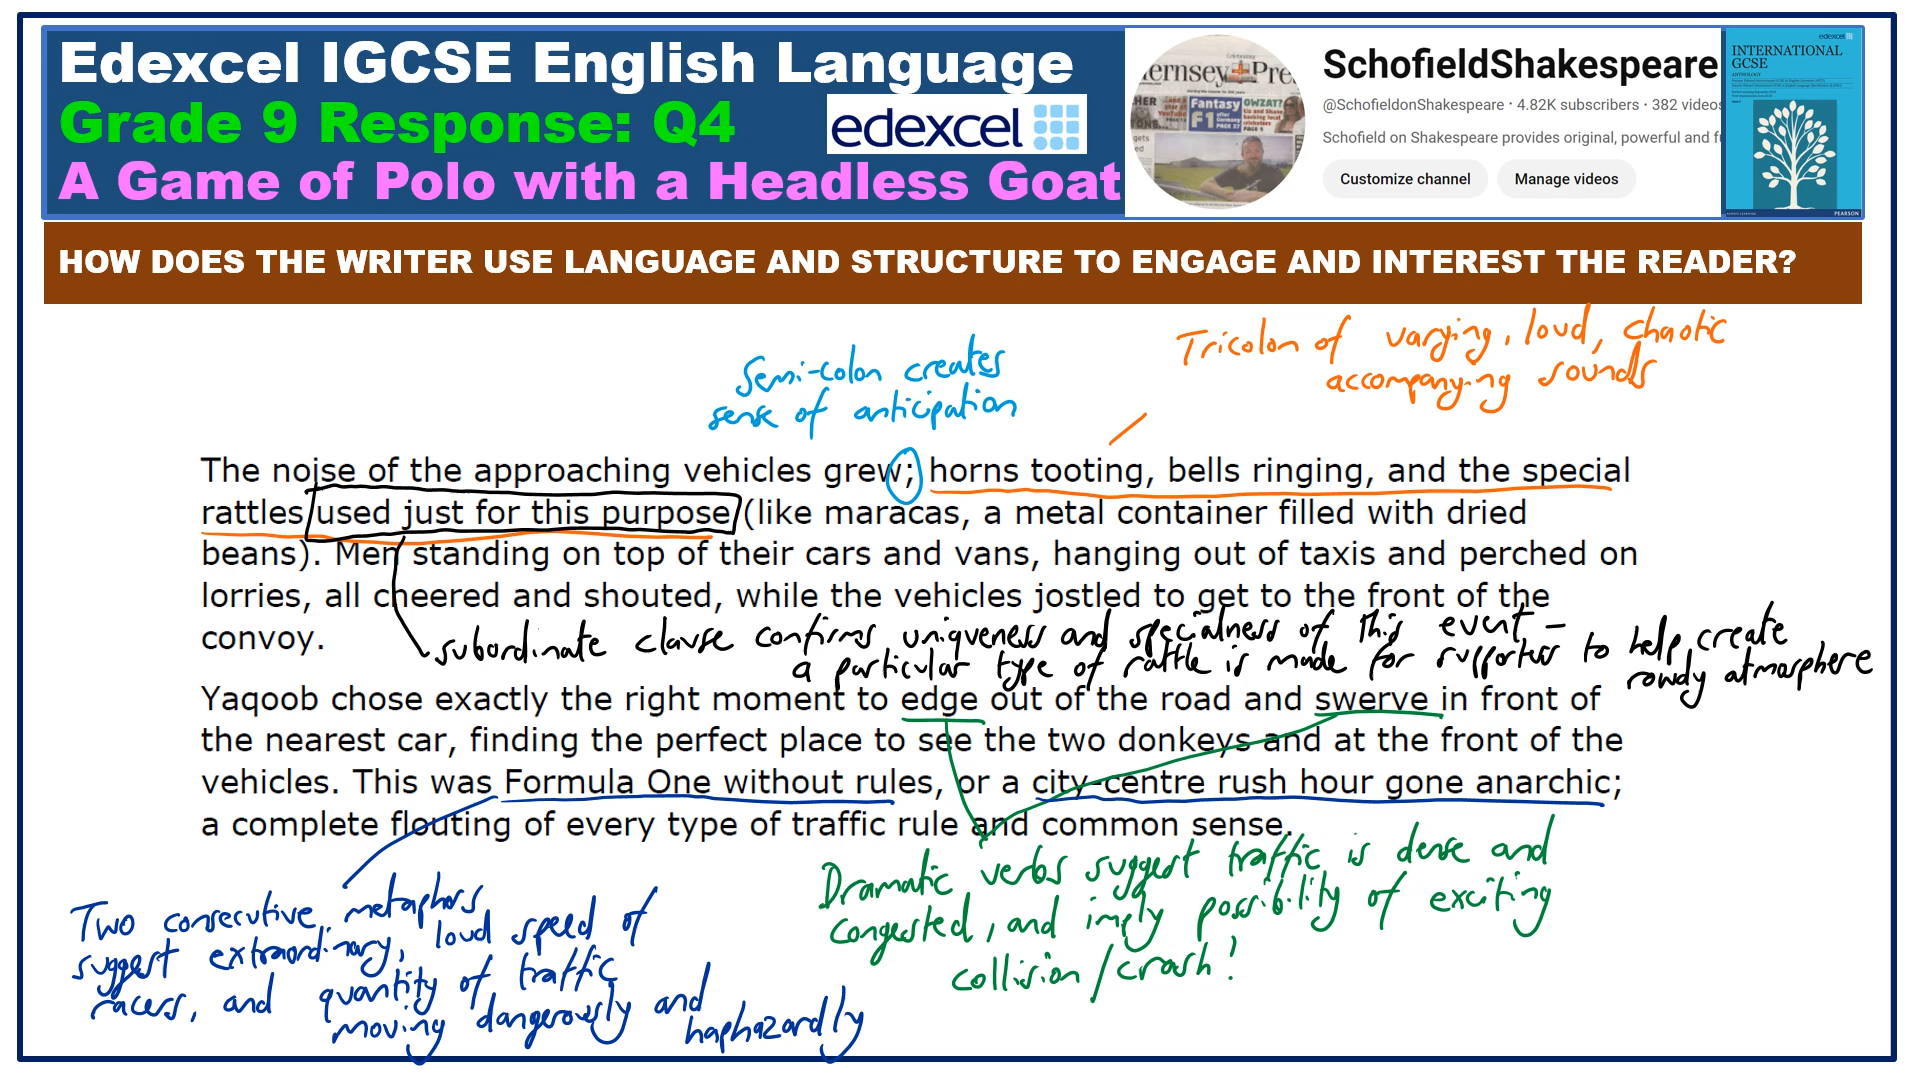 Edexcel IGCSE English Language
Grade 9 Response: Q4
edexcel
A Game of Polo with a Headless Goat
ernsey Pre
HER
Fantasy
F1
OWZAT?
SchofieldShakespeare
@SchofieldonShakespeare · 4.82K subscribers · 382 videos
Schofield on Shakespeare provides original, powerful and fu
Customize channel
Manage videos
edexcel
INTERNATIONAL
GCSE
ANTHOLOGY
PEARSON
HOW DOES THE WRITER USE LANGUAGE AND STRUCTURE TO ENGAGE AND INTEREST THE READER?
Semi-colon creates
sense of anticipation
Tricolon of varying, loud, chaotic
accompanying sounds
The noise of the approaching vehicles grew; horns tooting, bells ringing, and the special
rattles used just for this purpose (like maracas, a metal container filled with dried
beans). Men standing on top of their cars and vans, hanging out of taxis and perched on
lorries, all cheered and shouted, while the vehicles jostled to get to the front of the
convoy.
subordinate clause confirms uniqueness and specialness of this event –
a particular type of rattle is made for supporters to help create
rowdy atmosphere
Yaqoob chose exactly the right moment to edge out of the road and swerve in front of
the nearest car, finding the perfect place to see the two donkeys and at the front of the
vehicles. This was Formula One without rules, or a city-centre rush hour gone anarchic;
a complete flouting of every type of traffic rule and common sense.
Two consecutive metaphors
suggest extraordinary, loud speed of
racers, and quantity of traffic
moving dangerously and
haphazardly
Dramatic verbs suggest traffic is dense and
congested, and imply possibility of exciting
collision/crash!